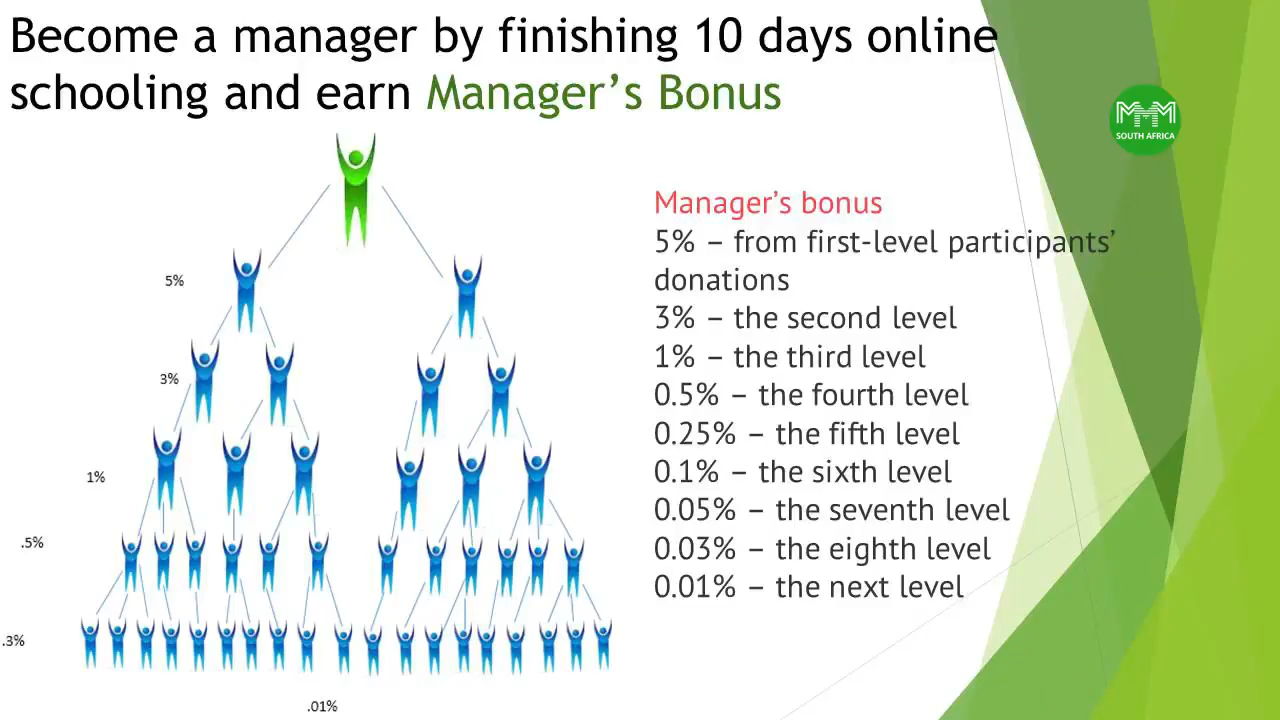 Become a manager by finishing 10 days online
schooling and earn Manager’s Bonus
MMM
SOUTH AFRICA
Manager’s bonus
5% – from first-level participants’
donations
3% – the second level
1% – the third level
0.5% – the fourth level
0.25% – the fifth level
0.1% – the sixth level
0.05% – the seventh level
0.03% – the eighth level
0.01% – the next level
5%
3%
1%
.5%
.3%
.01%